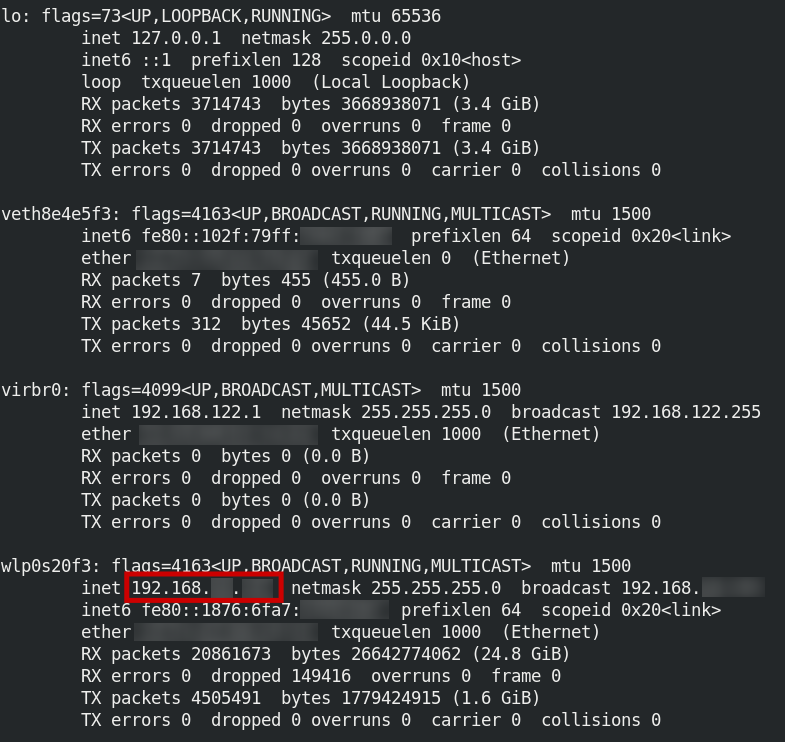 lo: flags=73<UP,LOOPBACK,RUNNING>  mtu 65536
        inet 127.0.0.1  netmask 255.0.0.0
        inet6 ::1  prefixlen 128  scopeid 0x10<host>
        loop  txqueuelen 1000  (Local Loopback)
        RX packets 3714743  bytes 3668938071 (3.4 GiB)
        RX errors 0  dropped 0  overruns 0  frame 0
        TX packets 3714743  bytes 3668938071 (3.4 GiB)
        TX errors 0  dropped 0 overruns 0  carrier 0  collisions 0

veth8e4e5f3: flags=4163<UP,BROADCAST,RUNNING,MULTICAST>  mtu 1500
        inet6 fe80::102f:79ff:  prefixlen 64  scopeid 0x20<link>
        ether  txqueuelen 0  (Ethernet)
        RX packets 7  bytes 455 (455.0 B)
        RX errors 0  dropped 0  overruns 0  frame 0
        TX packets 312  bytes 45652 (44.5 KiB)
        TX errors 0  dropped 0 overruns 0  carrier 0  collisions 0

virbr0: flags=4099<UP,BROADCAST,MULTICAST>  mtu 1500
        inet 192.168.122.1  netmask 255.255.255.0  broadcast 192.168.122.255
        ether  txqueuelen 1000  (Ethernet)
        RX packets 0  bytes 0 (0.0 B)
        RX errors 0  dropped 0  overruns 0  frame 0
        TX packets 0  bytes 0 (0.0 B)
        TX errors 0  dropped 0 overruns 0  carrier 0  collisions 0

wlp0s20f3: flags=4163<UP,BROADCAST,RUNNING,MULTICAST>  mtu 1500
        inet 192.168. .  netmask 255.255.255.0  broadcast 192.168.
        inet6 fe80::1876:6fa7:  prefixlen 64  scopeid 0x20<link>
        ether  txqueuelen 1000  (Ethernet)
        RX packets 20861673  bytes 26642774062 (24.8 GiB)
        RX errors 0  dropped 149416  overruns 0  frame 0
        TX packets 4505491  bytes 1779424915 (1.6 GiB)
        TX errors 0  dropped 0 overruns 0  carrier 0  collisions 0